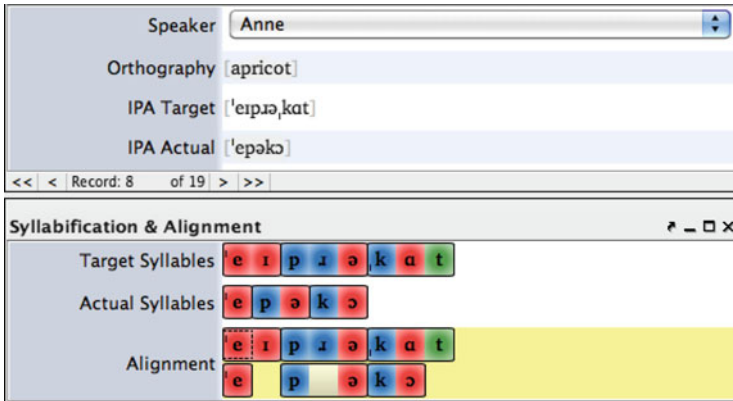 Speaker Anne
Orthography [apricot]
IPA Target [ˈeɪpɹəˌkɑt]
IPA Actual [ˈepəkɔ]
<< < Record: 8 of 19 > >>
Syllabification & Alignment
Target Syllables ˈe ɪ p ɹ ə ˌk ɑ t
Actual Syllables ˈe p ə k ɔ
Alignment
ˈe ɪ p ɹ ə ˌk ɑ t
ˈe p ə k ɔ